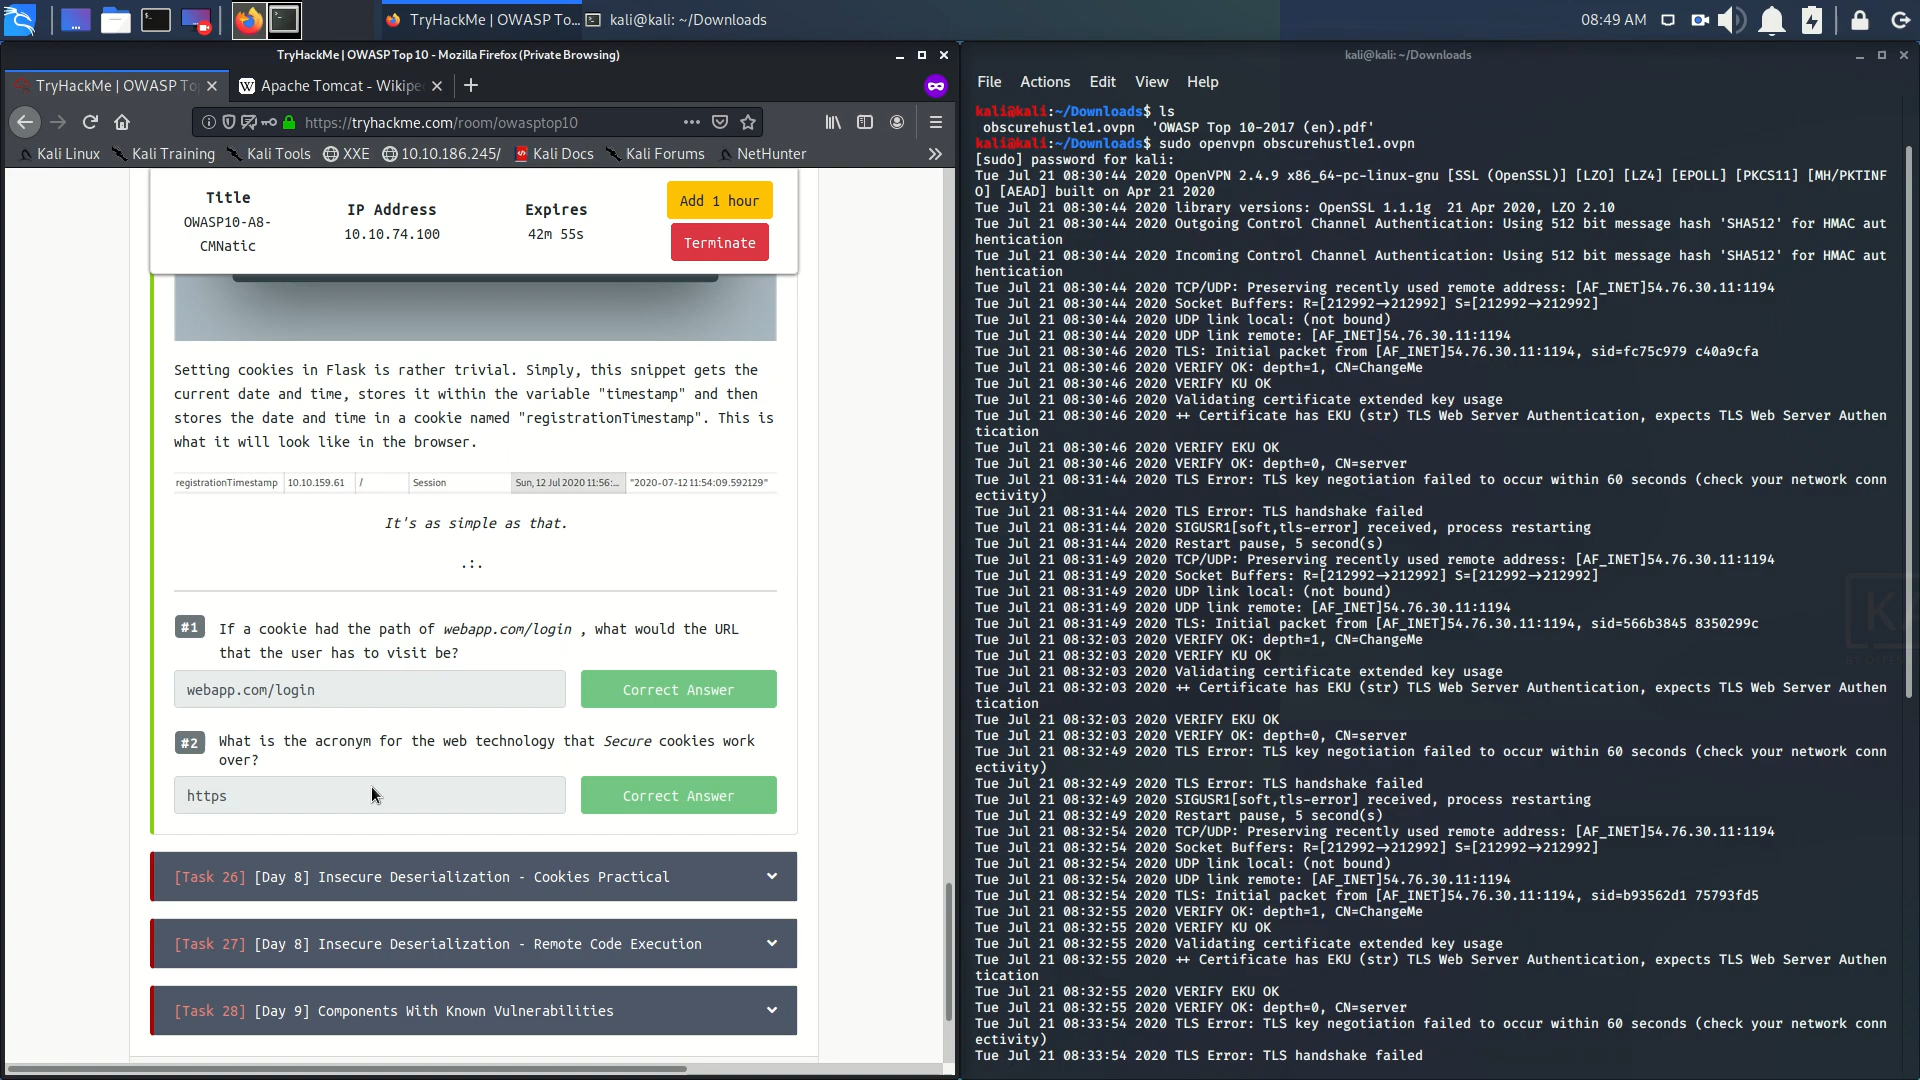 TryHackMe | OWASP To...
kali@kali: ~/Downloads
08:49 AM
TryHackMe | OWASP Top 10 - Mozilla Firefox (Private Browsing)
TryHackMe | OWASP To
Apache Tomcat - Wikipe
https://tryhackme.com/room/owasptop10
Kali Linux
Kali Training
Kali Tools
XXE
10.10.186.245/
Kali Docs
Kali Forums
NetHunter
Title
OWASP10-A8-
CMNatic
IP Address
10.10.74.100
Expires
42m 55s
Add 1 hour
Terminate
Setting cookies in Flask is rather trivial. Simply, this snippet gets the
current date and time, stores it within the variable "timestamp" and then
stores the date and time in a cookie named "registrationTimestamp". This is
what it will look like in the browser.
registrationTimestamp 10.10.159.61 / Session Sun, 12 Jul 2020 11:56:... "2020-07-12 11:54:09.592129"
It's as simple as that.
.:.
#1 If a cookie had the path of webapp.com/login , what would the URL
that the user has to visit be?
webapp.com/login
Correct Answer
#2 What is the acronym for the web technology that Secure cookies work
over?
https
Correct Answer
[Task 26] [Day 8] Insecure Deserialization - Cookies Practical
[Task 27] [Day 8] Insecure Deserialization - Remote Code Execution
[Task 28] [Day 9] Components With Known Vulnerabilities
kali@kali: ~/Downloads
File Actions Edit View Help
kali@kali:~/Downloads$ ls
obscurehustle1.ovpn 'OWASP Top 10-2017 (en).pdf'
kali@kali:~/Downloads$ sudo openvpn obscurehustle1.ovpn
[sudo] password for kali:
Tue Jul 21 08:30:44 2020 OpenVPN 2.4.9 x86_64-pc-linux-gnu [SSL (OpenSSL)] [LZO] [LZ4] [EPOLL] [PKCS11] [MH/PKTINF
O] [AEAD] built on Apr 21 2020
Tue Jul 21 08:30:44 2020 library versions: OpenSSL 1.1.1g 21 Apr 2020, LZO 2.10
Tue Jul 21 08:30:44 2020 Outgoing Control Channel Authentication: Using 512 bit message hash 'SHA512' for HMAC aut
hentication
Tue Jul 21 08:30:44 2020 Incoming Control Channel Authentication: Using 512 bit message hash 'SHA512' for HMAC aut
hentication
Tue Jul 21 08:30:44 2020 TCP/UDP: Preserving recently used remote address: [AF_INET]54.76.30.11:1194
Tue Jul 21 08:30:44 2020 Socket Buffers: R=[212992→212992] S=[212992→212992]
Tue Jul 21 08:30:44 2020 UDP link local: (not bound)
Tue Jul 21 08:30:44 2020 UDP link remote: [AF_INET]54.76.30.11:1194
Tue Jul 21 08:30:46 2020 TLS: Initial packet from [AF_INET]54.76.30.11:1194, sid=fc75c979 c40a9cfa
Tue Jul 21 08:30:46 2020 VERIFY OK: depth=1, CN=ChangeMe
Tue Jul 21 08:30:46 2020 VERIFY KU OK
Tue Jul 21 08:30:46 2020 Validating certificate extended key usage
Tue Jul 21 08:30:46 2020 ++ Certificate has EKU (str) TLS Web Server Authentication, expects TLS Web Server Authen
tication
Tue Jul 21 08:30:46 2020 VERIFY EKU OK
Tue Jul 21 08:30:46 2020 VERIFY OK: depth=0, CN=server
Tue Jul 21 08:31:44 2020 TLS Error: TLS key negotiation failed to occur within 60 seconds (check your network conn
ectivity)
Tue Jul 21 08:31:44 2020 TLS Error: TLS handshake failed
Tue Jul 21 08:31:44 2020 SIGUSR1[soft,tls-error] received, process restarting
Tue Jul 21 08:31:44 2020 Restart pause, 5 second(s)
Tue Jul 21 08:31:49 2020 TCP/UDP: Preserving recently used remote address: [AF_INET]54.76.30.11:1194
Tue Jul 21 08:31:49 2020 Socket Buffers: R=[212992→212992] S=[212992→212992]
Tue Jul 21 08:31:49 2020 UDP link local: (not bound)
Tue Jul 21 08:31:49 2020 UDP link remote: [AF_INET]54.76.30.11:1194
Tue Jul 21 08:31:49 2020 TLS: Initial packet from [AF_INET]54.76.30.11:1194, sid=566b3845 8350299c
Tue Jul 21 08:32:03 2020 VERIFY OK: depth=1, CN=ChangeMe
Tue Jul 21 08:32:03 2020 VERIFY KU OK
Tue Jul 21 08:32:03 2020 Validating certificate extended key usage
Tue Jul 21 08:32:03 2020 ++ Certificate has EKU (str) TLS Web Server Authentication, expects TLS Web Server Authen
tication
Tue Jul 21 08:32:03 2020 VERIFY EKU OK
Tue Jul 21 08:32:03 2020 VERIFY OK: depth=0, CN=server
Tue Jul 21 08:32:49 2020 TLS Error: TLS key negotiation failed to occur within 60 seconds (check your network conn
ectivity)
Tue Jul 21 08:32:49 2020 TLS Error: TLS handshake failed
Tue Jul 21 08:32:49 2020 SIGUSR1[soft,tls-error] received, process restarting
Tue Jul 21 08:32:49 2020 Restart pause, 5 second(s)
Tue Jul 21 08:32:54 2020 TCP/UDP: Preserving recently used remote address: [AF_INET]54.76.30.11:1194
Tue Jul 21 08:32:54 2020 Socket Buffers: R=[212992→212992] S=[212992→212992]
Tue Jul 21 08:32:54 2020 UDP link local: (not bound)
Tue Jul 21 08:32:54 2020 UDP link remote: [AF_INET]54.76.30.11:1194
Tue Jul 21 08:32:54 2020 TLS: Initial packet from [AF_INET]54.76.30.11:1194, sid=b93562d1 75793fd5
Tue Jul 21 08:32:55 2020 VERIFY OK: depth=1, CN=ChangeMe
Tue Jul 21 08:32:55 2020 VERIFY KU OK
Tue Jul 21 08:32:55 2020 Validating certificate extended key usage
Tue Jul 21 08:32:55 2020 ++ Certificate has EKU (str) TLS Web Server Authentication, expects TLS Web Server Authen
tication
Tue Jul 21 08:32:55 2020 VERIFY EKU OK
Tue Jul 21 08:32:55 2020 VERIFY OK: depth=0, CN=server
Tue Jul 21 08:33:54 2020 TLS Error: TLS key negotiation failed to occur within 60 seconds (check your network conn
ectivity)
Tue Jul 21 08:33:54 2020 TLS Error: TLS handshake failed